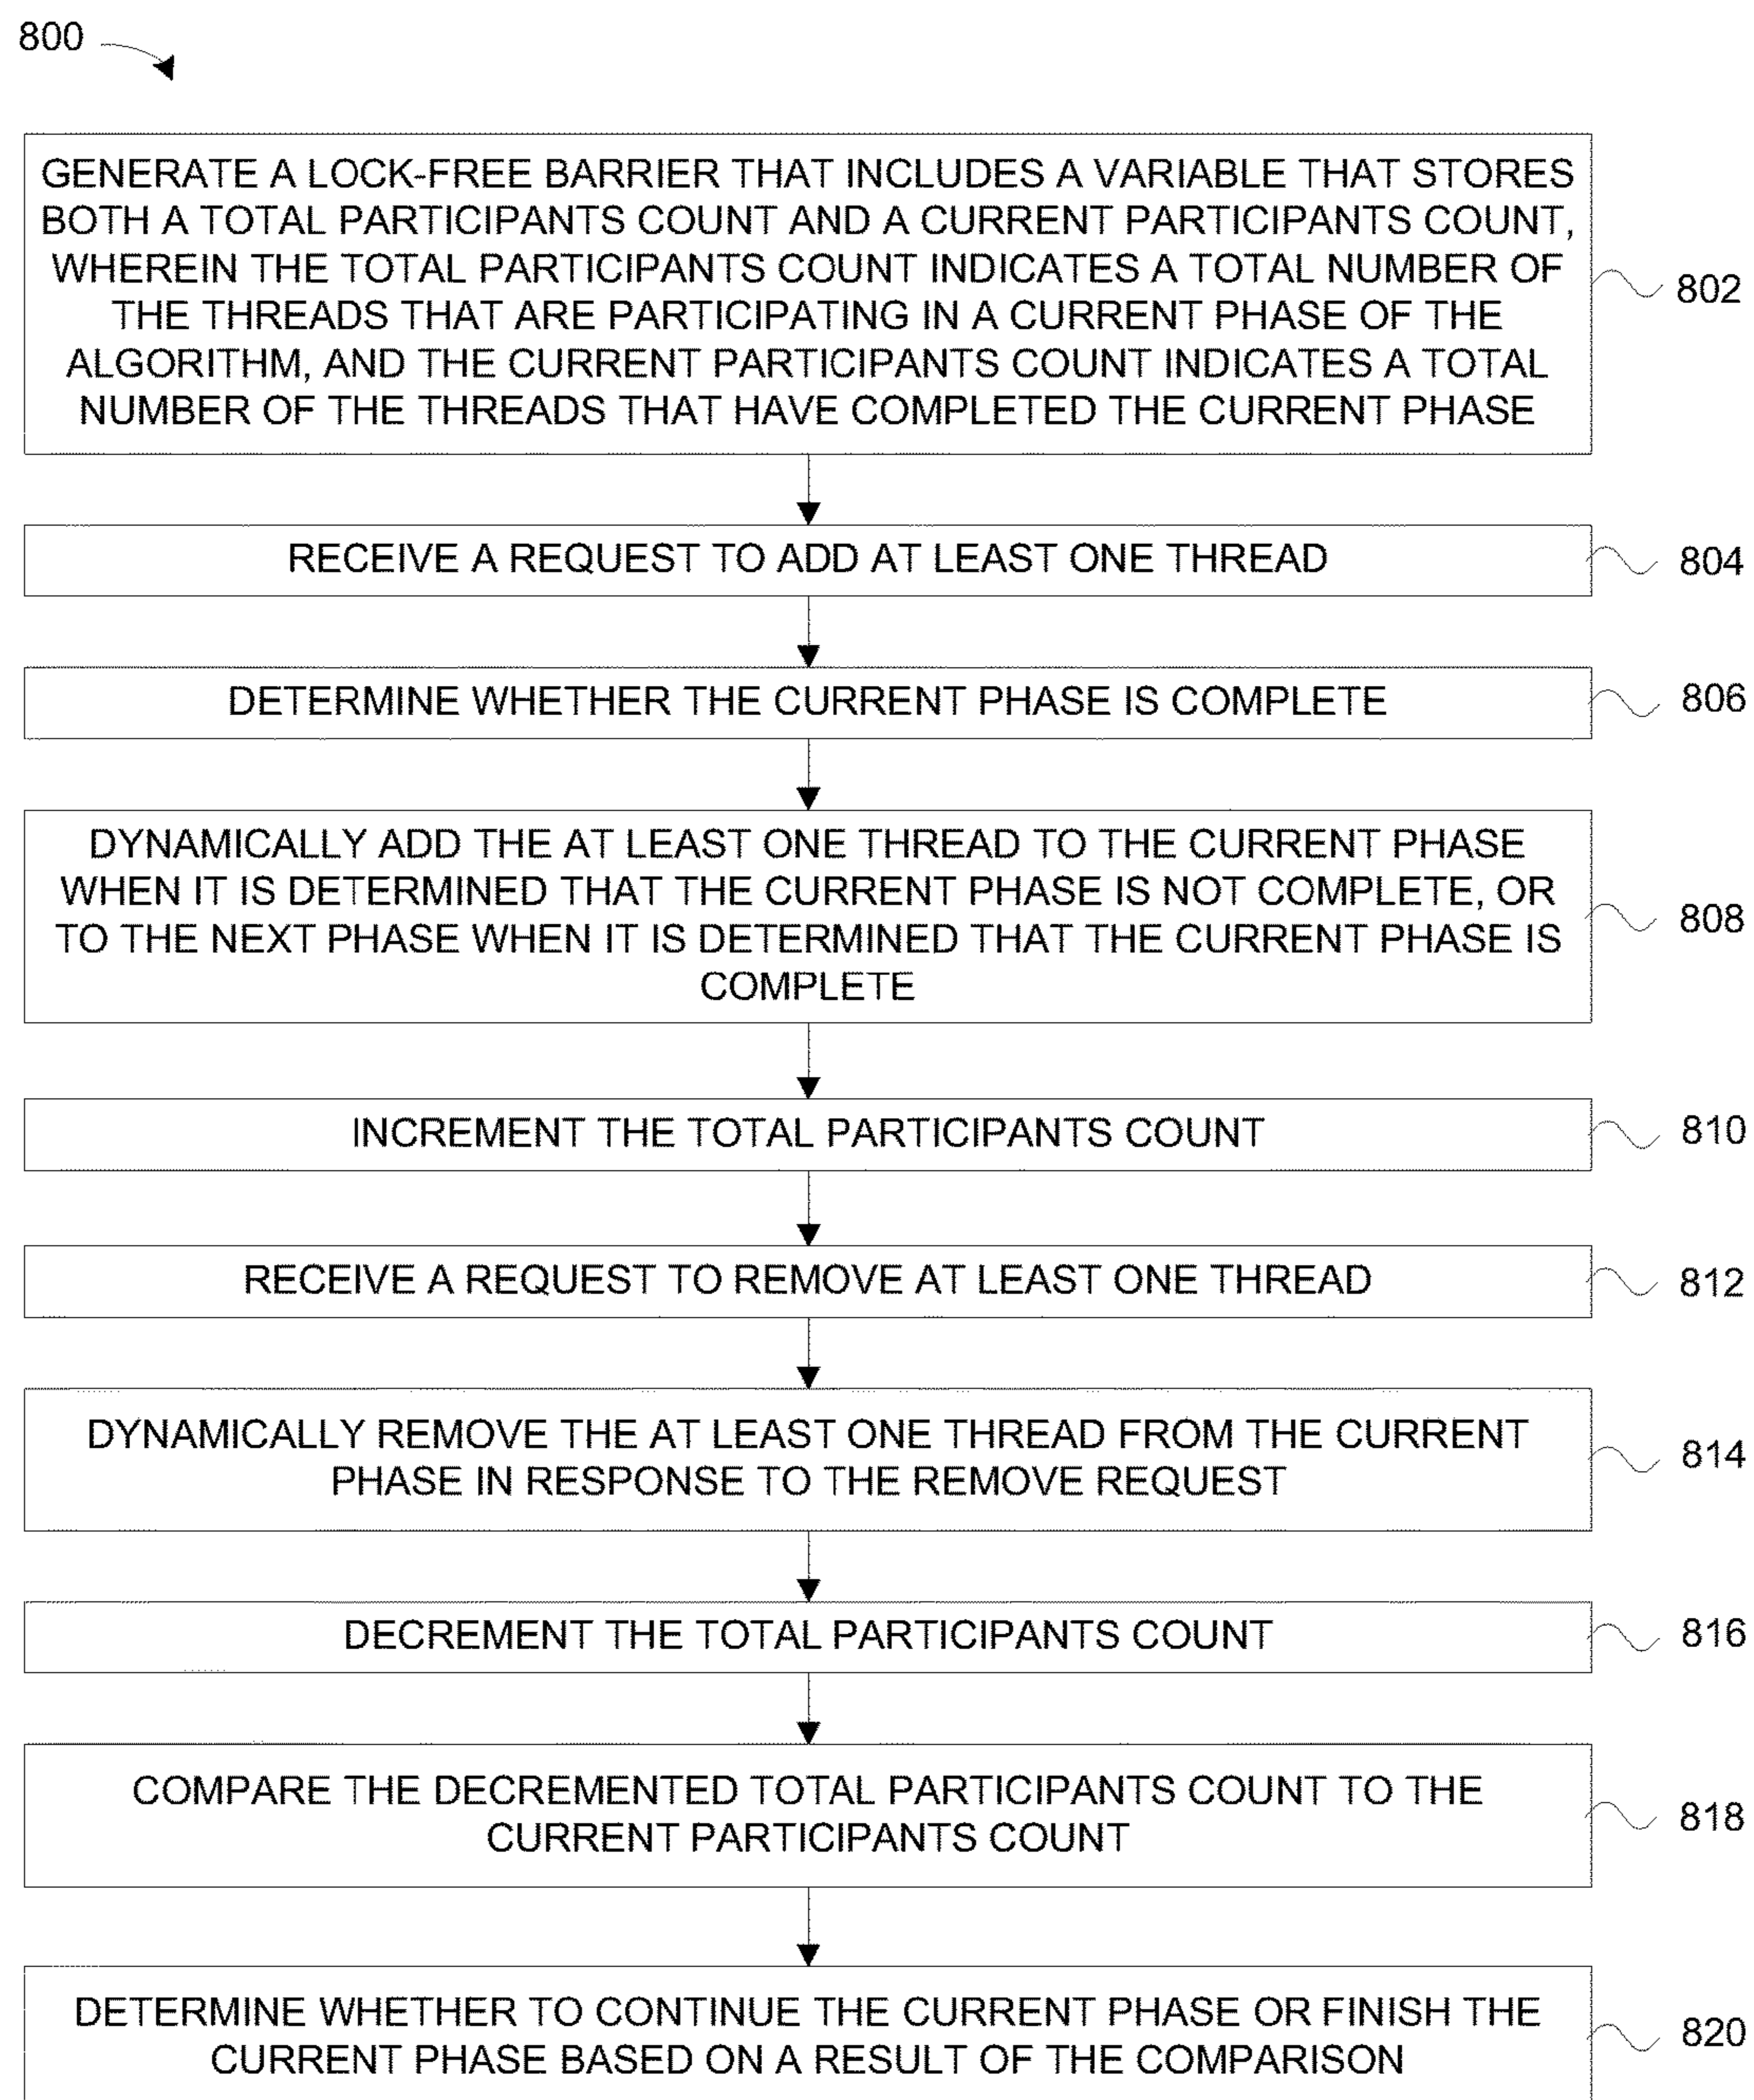 800
GENERATE A LOCK-FREE BARRIER THAT INCLUDES A VARIABLE THAT STORES
BOTH A TOTAL PARTICIPANTS COUNT AND A CURRENT PARTICIPANTS COUNT,
WHEREIN THE TOTAL PARTICIPANTS COUNT INDICATES A TOTAL NUMBER OF
THE THREADS THAT ARE PARTICIPATING IN A CURRENT PHASE OF THE
ALGORITHM, AND THE CURRENT PARTICIPANTS COUNT INDICATES A TOTAL
NUMBER OF THE THREADS THAT HAVE COMPLETED THE CURRENT PHASE
802
RECEIVE A REQUEST TO ADD AT LEAST ONE THREAD
804
DETERMINE WHETHER THE CURRENT PHASE IS COMPLETE
806
DYNAMICALLY ADD THE AT LEAST ONE THREAD TO THE CURRENT PHASE
WHEN IT IS DETERMINED THAT THE CURRENT PHASE IS NOT COMPLETE, OR
TO THE NEXT PHASE WHEN IT IS DETERMINED THAT THE CURRENT PHASE IS
COMPLETE
808
INCREMENT THE TOTAL PARTICIPANTS COUNT
810
RECEIVE A REQUEST TO REMOVE AT LEAST ONE THREAD
812
DYNAMICALLY REMOVE THE AT LEAST ONE THREAD FROM THE CURRENT
PHASE IN RESPONSE TO THE REMOVE REQUEST
814
DECREMENT THE TOTAL PARTICIPANTS COUNT
816
COMPARE THE DECREMENTED TOTAL PARTICIPANTS COUNT TO THE
CURRENT PARTICIPANTS COUNT
818
DETERMINE WHETHER TO CONTINUE THE CURRENT PHASE OR FINISH THE
CURRENT PHASE BASED ON A RESULT OF THE COMPARISON
820